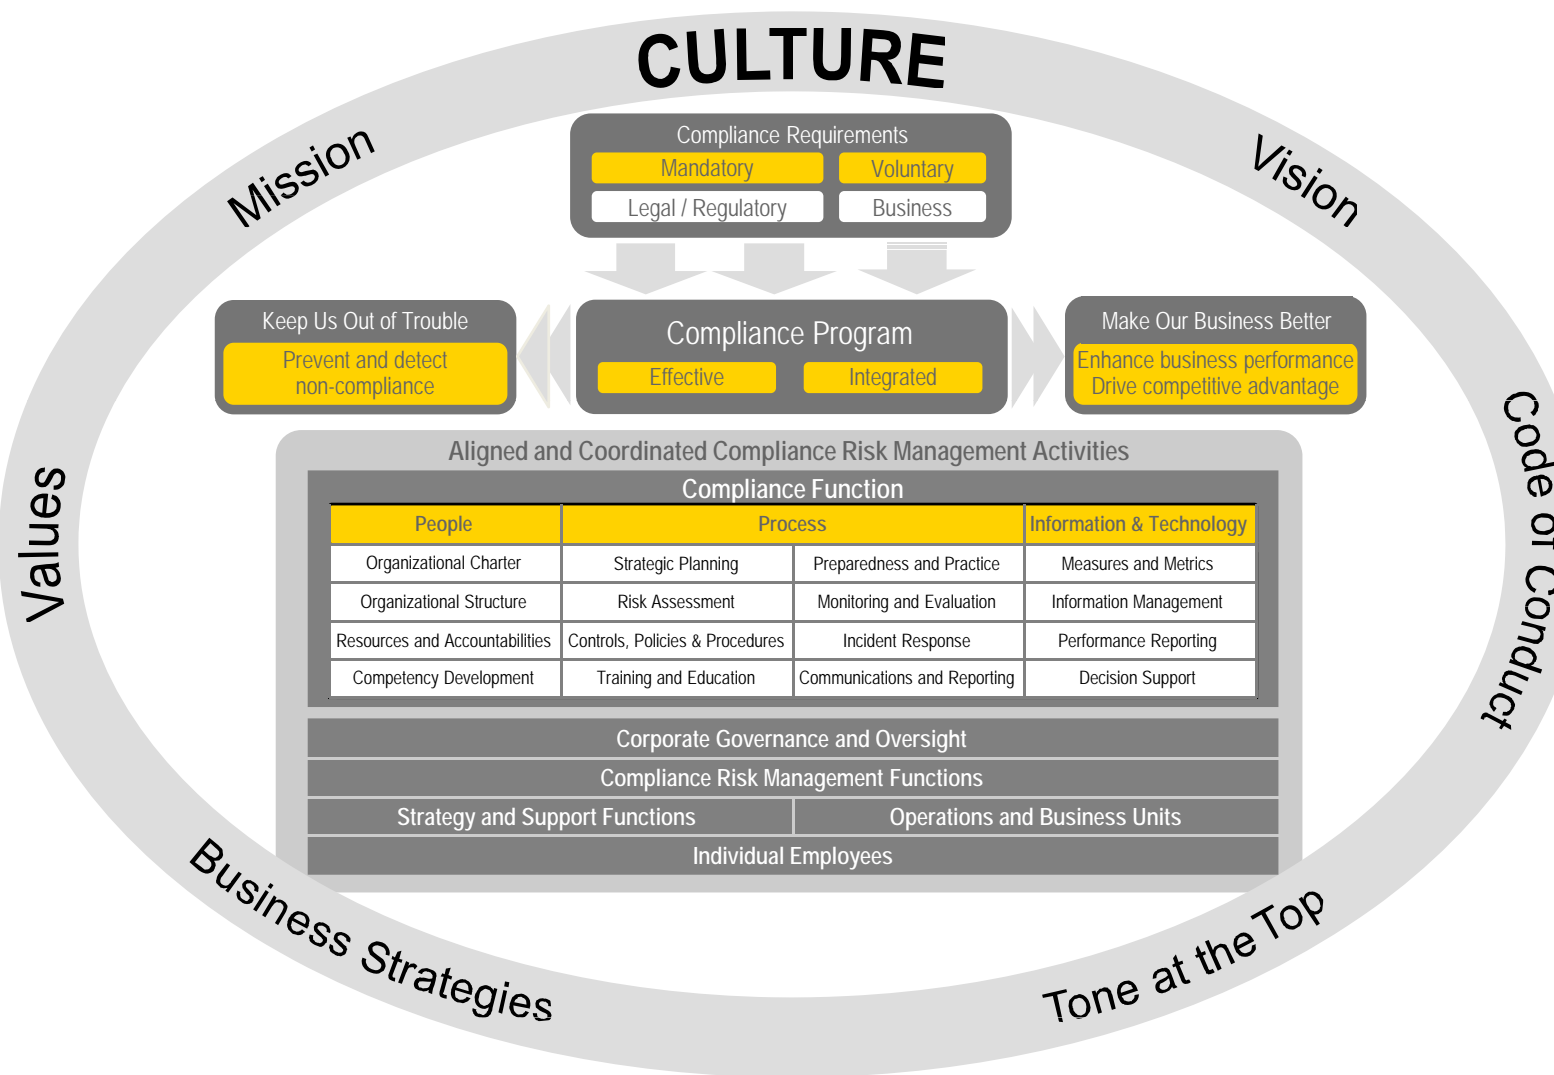 CULTURE
Mission
Vision
Values
Code of Conduct
Business Strategies
Tone at the Top
Compliance Requirements
Mandatory
Voluntary
Legal / Regulatory
Business
Keep Us Out of Trouble
Prevent and detect
non-compliance
Compliance Program
Effective
Integrated
Make Our Business Better
Enhance business performance
Drive competitive advantage
Aligned and Coordinated Compliance Risk Management Activities
Compliance Function
People
Process
Information & Technology
Organizational Charter
Strategic Planning
Preparedness and Practice
Measures and Metrics
Organizational Structure
Risk Assessment
Monitoring and Evaluation
Information Management
Resources and Accountabilities
Controls, Policies & Procedures
Incident Response
Performance Reporting
Competency Development
Training and Education
Communications and Reporting
Decision Support
Corporate Governance and Oversight
Compliance Risk Management Functions
Strategy and Support Functions
Operations and Business Units
Individual Employees